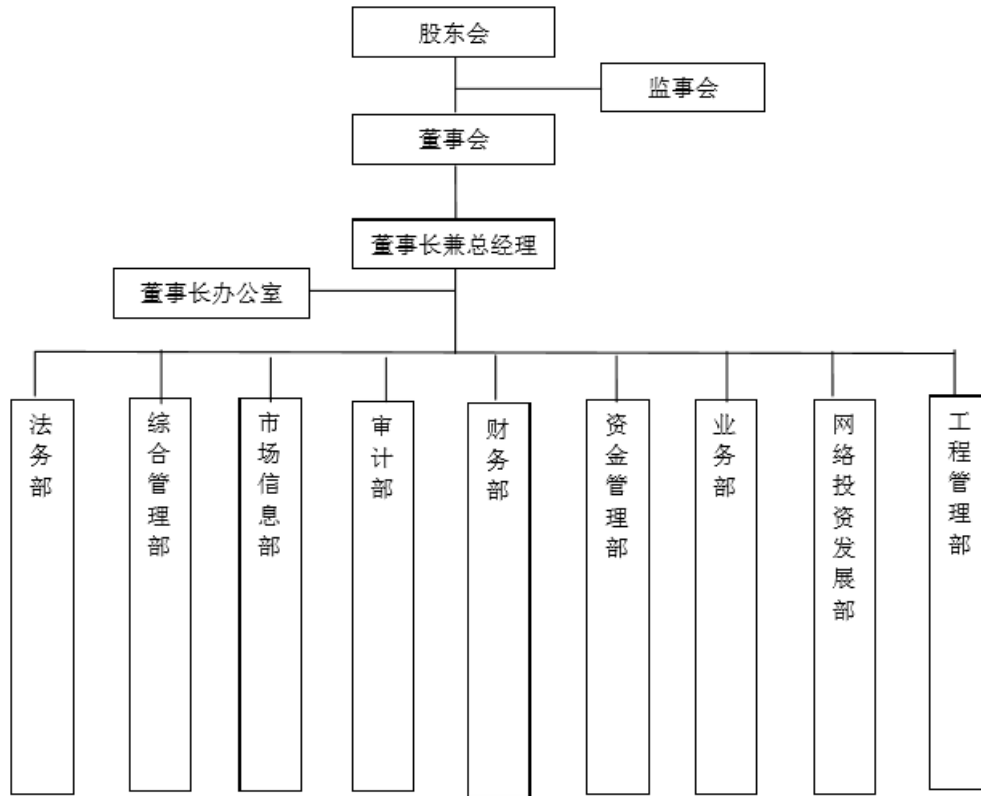 股东会
监事会
董事会
董事长兼总经理
董事长办公室
法务部
综合管理部
市场信息部
审计部
财务部
资金管理部
业务部
网络投资发展部
工程管理部